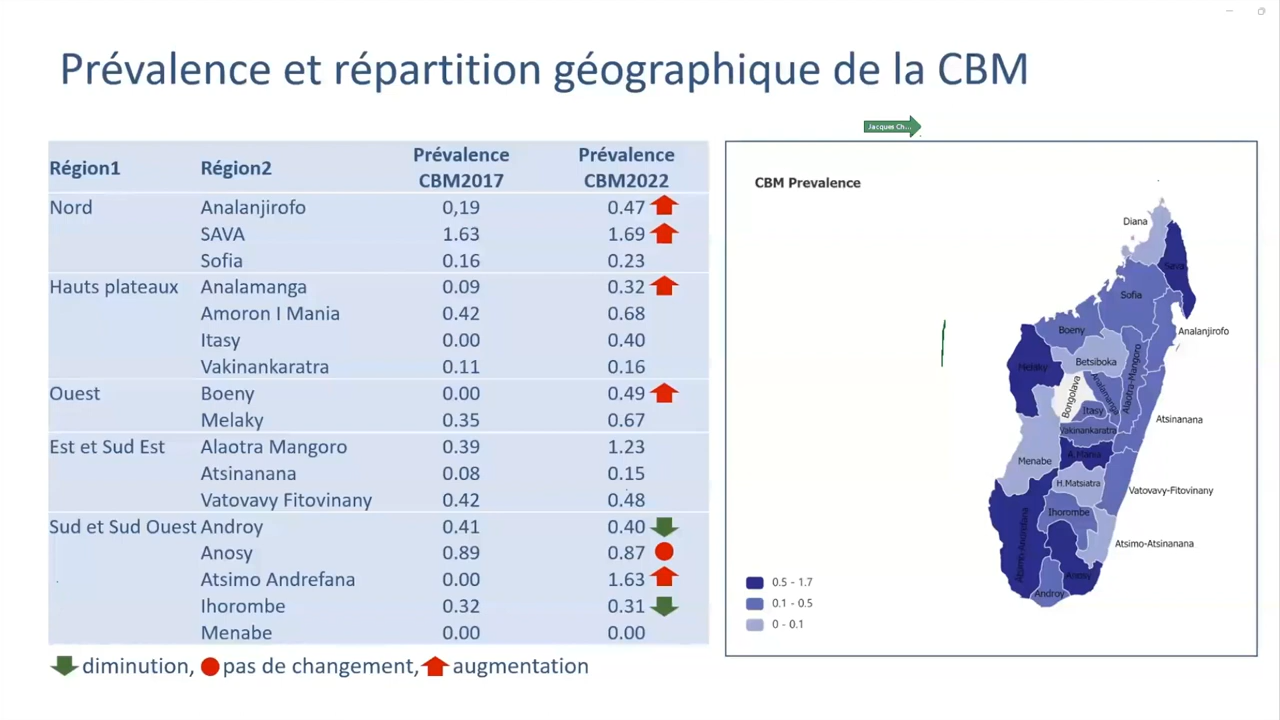 Prévalence et répartition géographique de la CBM
Jacques Ch...
Région1 Région2 Prévalence CBM2017 Prévalence CBM2022
Nord Analanjirofo 0,19 0.47
SAVA 1.63 1.69
Sofia 0.16 0.23
Hauts plateaux Analamanga 0.09 0.32
Amoron I Mania 0.42 0.68
Itasy 0.00 0.40
Vakinankaratra 0.11 0.16
Ouest Boeny 0.00 0.49
Melaky 0.35 0.67
Est et Sud Est Alaotra Mangoro 0.39 1.23
Atsinanana 0.08 0.15
Vatovavy Fitovinany 0.42 0.48
Sud et Sud Ouest Androy 0.41 0.40
Anosy 0.89 0.87
Atsimo Andrefana 0.00 1.63
Ihorombe 0.32 0.31
Menabe 0.00 0.00
diminution, pas de changement, augmentation
CBM Prevalence
Diana
Sava
Sofia
Analanjirofo
Boeny
Betsiboka
Melaky
Alaotra-Mangoro
Analamanga
Bongolava
Itasy
Atsinanana
Vakinankaratra
A.Mania
Menabe
H.Matsiatra
Vatovavy-Fitovinany
Ihorombe
Atsimo-Andrefana
Atsimo-Atsinanana
Anosy
Androy
0.5 - 1.7
0.1 - 0.5
0 - 0.1